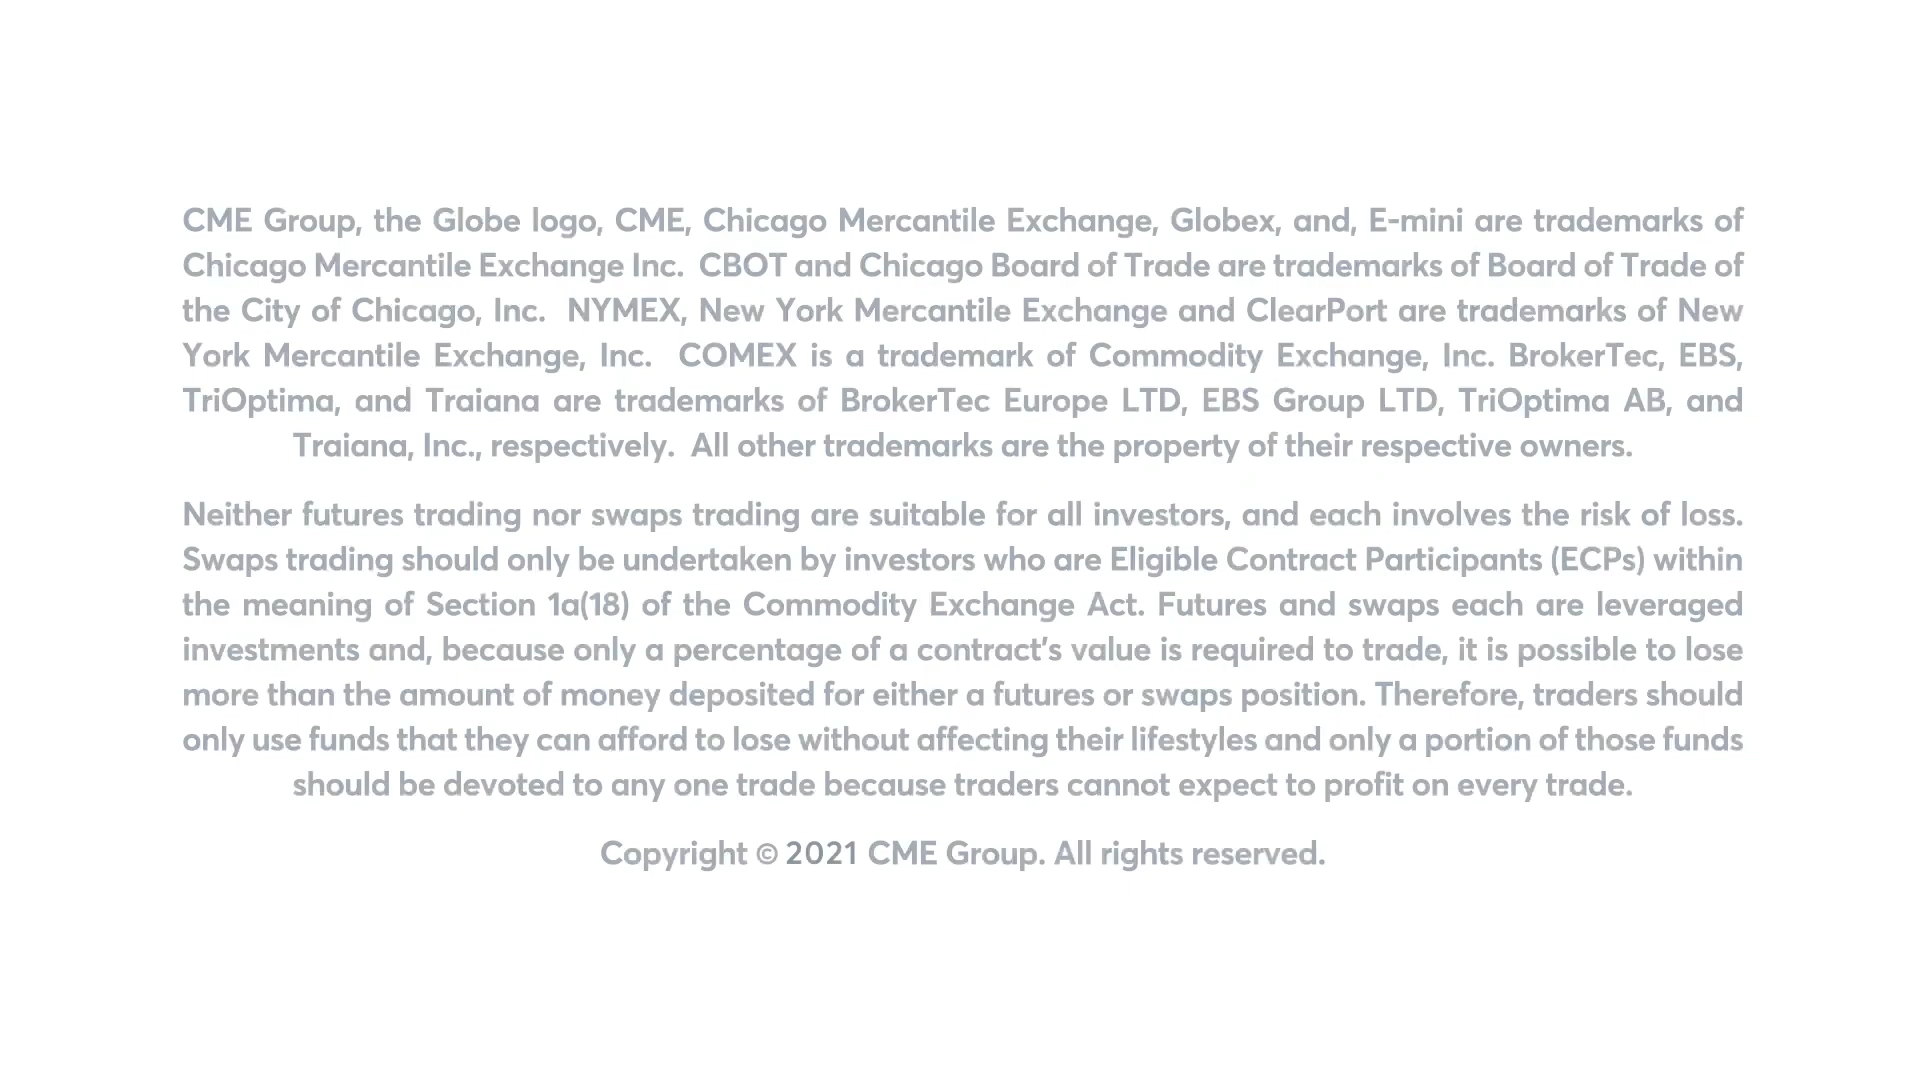 CME Group, the Globe logo, CME, Chicago Mercantile Exchange, Globex, and, E-mini are trademarks of
Chicago Mercantile Exchange Inc.  CBOT and Chicago Board of Trade are trademarks of Board of Trade of
the City of Chicago, Inc.  NYMEX, New York Mercantile Exchange and ClearPort are trademarks of New
York Mercantile Exchange, Inc.  COMEX is a trademark of Commodity Exchange, Inc. BrokerTec, EBS,
TriOptima, and Traiana are trademarks of BrokerTec Europe LTD, EBS Group LTD, TriOptima AB, and
Traiana, Inc., respectively.  All other trademarks are the property of their respective owners.
Neither futures trading nor swaps trading are suitable for all investors, and each involves the risk of loss.
Swaps trading should only be undertaken by investors who are Eligible Contract Participants (ECPs) within
the meaning of Section 1a(18) of the Commodity Exchange Act. Futures and swaps each are leveraged
investments and, because only a percentage of a contract’s value is required to trade, it is possible to lose
more than the amount of money deposited for either a futures or swaps position. Therefore, traders should
only use funds that they can afford to lose without affecting their lifestyles and only a portion of those funds
should be devoted to any one trade because traders cannot expect to profit on every trade.
Copyright © 2021 CME Group. All rights reserved.